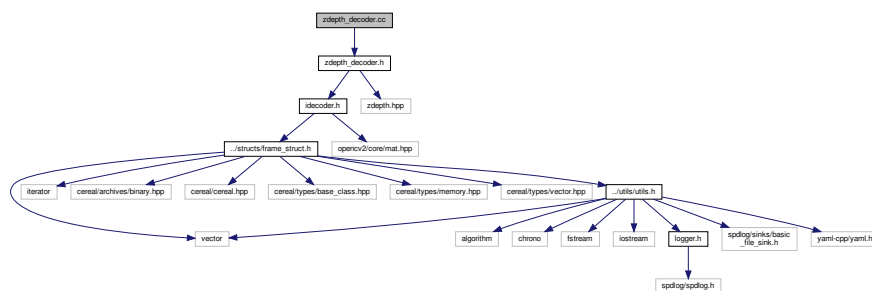 zdepth_decoder.cc
zdepth_decoder.h
idecoder.h
zdepth.hpp
../structs/frame_struct.h
opencv2/core/mat.hpp
iterator
cereal/archives/binary.hpp
cereal/cereal.hpp
cereal/types/base_class.hpp
cereal/types/memory.hpp
cereal/types/vector.hpp
../utils/utils.h
vector
algorithm
chrono
fstream
iostream
logger.h
spdlog/sinks/basic
_file_sink.h
yaml-cpp/yaml.h
spdlog/spdlog.h